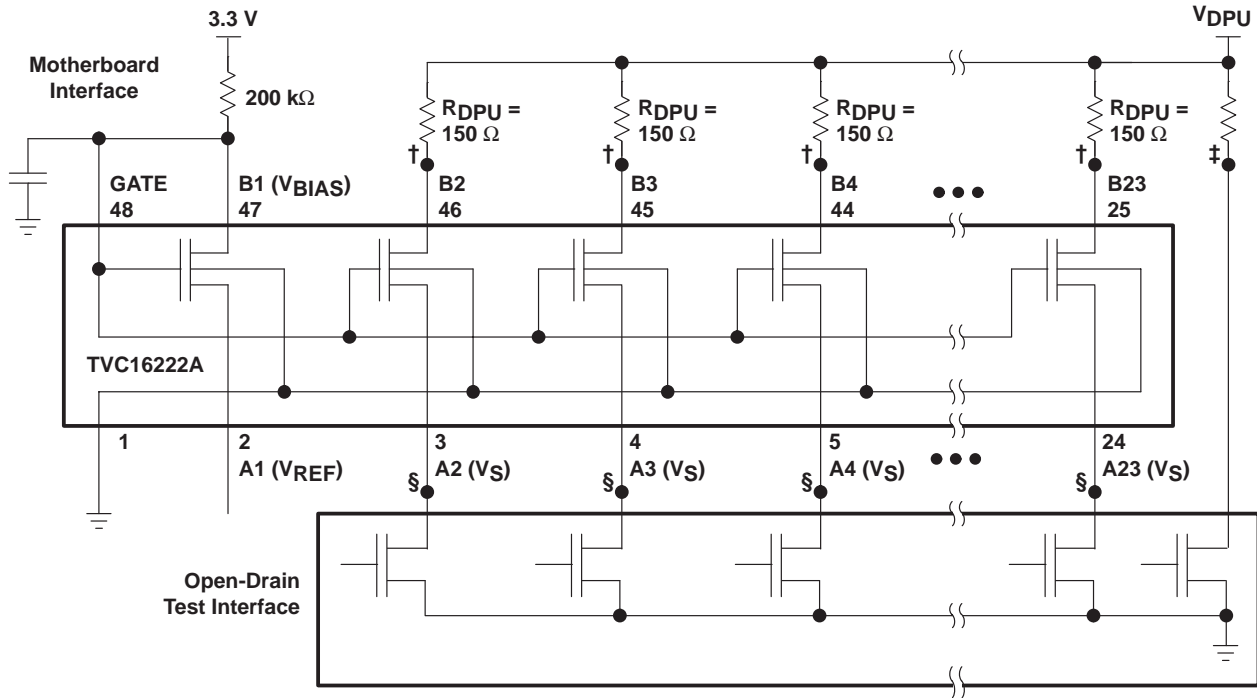 3.3 V
VDPU
Motherboard
Interface
200 kΩ
RDPU =
150 Ω
RDPU =
150 Ω
RDPU =
150 Ω
RDPU =
150 Ω
†
†
†
†
‡
GATE
48
B1 (VBIAS)
47
B2
46
B3
45
B4
44
B23
25
TVC16222A
1
2
3
4
5
24
A1 (VREF)
A2 (VS)
A3 (VS)
A4 (VS)
A23 (VS)
§
§
§
§
Open-Drain
Test Interface